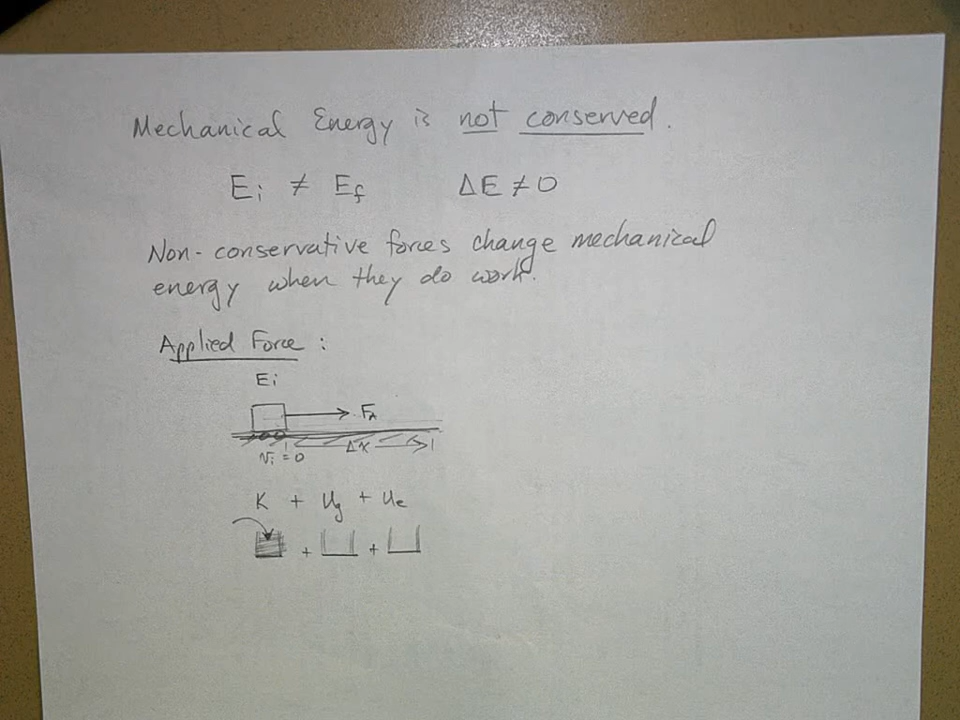 Mechanical Energy is not conserved.
Ei ≠ Ef ΔE ≠ 0
Non-conservative forces change mechanical
energy when they do work.
Applied Force :
Ei
FA
vi = 0 Δx
K + Ug + Ue
+ +